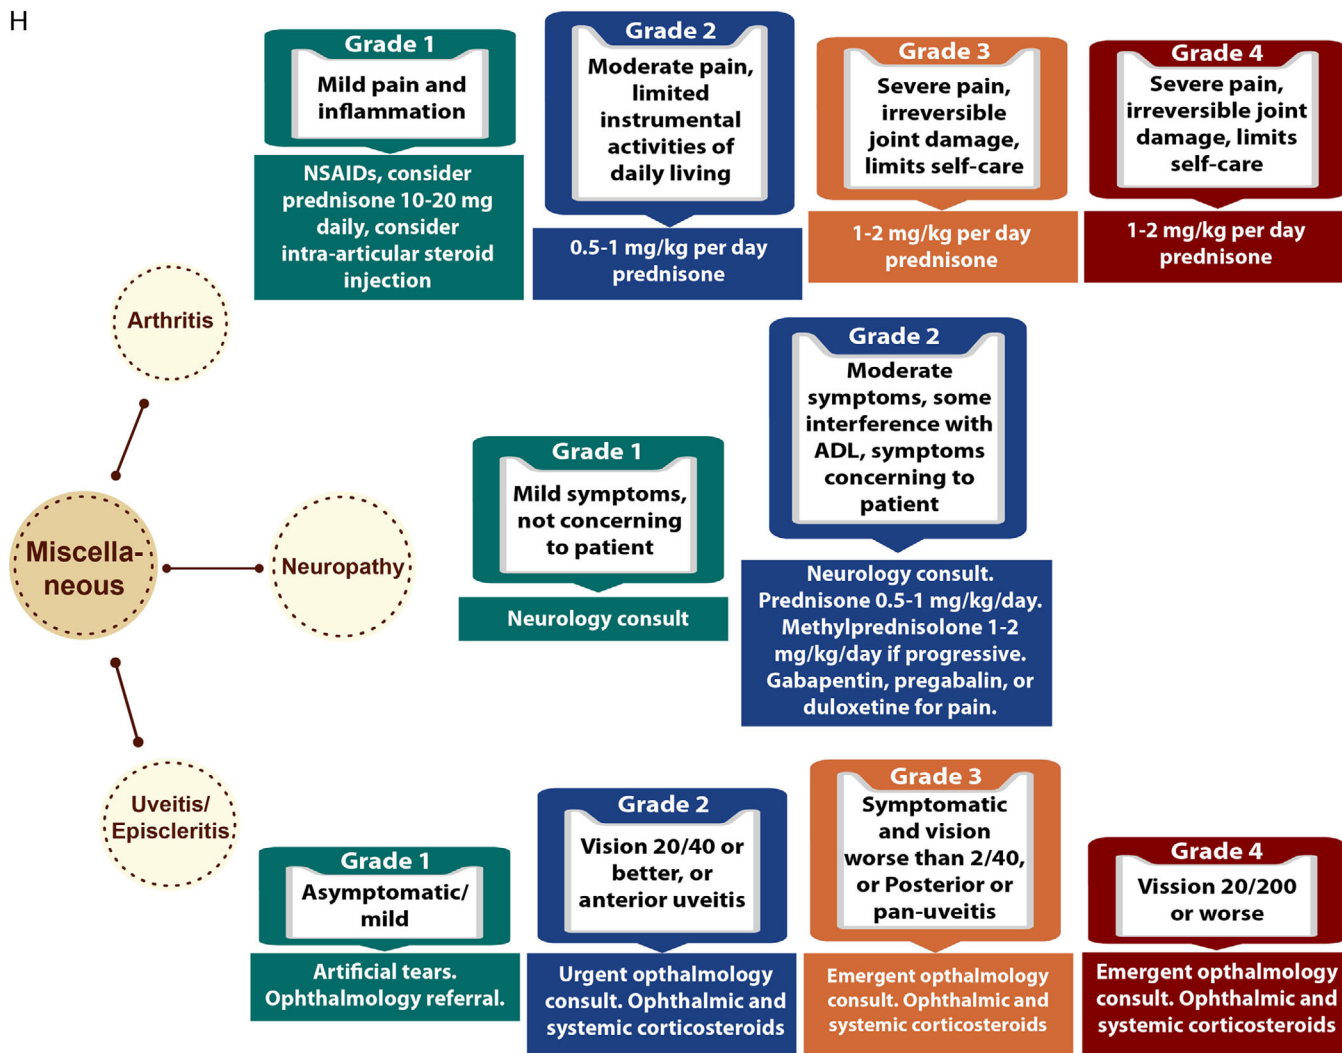 H
Grade 1
Mild pain and
inflammation
NSAIDs, consider
prednisone 10-20 mg
daily, consider
intra-articular steroid
injection
Grade 2
Moderate pain,
limited
instrumental
activities of
daily living
0.5-1 mg/kg per day
prednisone
Grade 3
Severe pain,
irreversible
joint damage,
limits self-care
1-2 mg/kg per day
prednisone
Grade 4
Severe pain,
irreversible joint
damage, limits
self-care
1-2 mg/kg per day
prednisone
Arthritis
Miscella-
neous
Neuropathy
Grade 1
Mild symptoms,
not concerning
to patient
Neurology consult
Grade 2
Moderate
symptoms, some
interference with
ADL, symptoms
concerning to
patient
Neurology consult.
Prednisone 0.5-1 mg/kg/day.
Methylprednisolone 1-2
mg/kg/day if progressive.
Gabapentin, pregabalin, or
duloxetine for pain.
Uveitis/
Episcleritis
Grade 1
Asymptomatic/
mild
Artificial tears.
Ophthalmology referral.
Grade 2
Vision 20/40 or
better, or
anterior uveitis
Urgent opthalmology
consult. Ophthalmic and
systemic corticosteroids
Grade 3
Symptomatic
and vision
worse than 2/40,
or Posterior or
pan-uveitis
Emergent opthalmology
consult. Ophthalmic and
systemic corticosteroids
Grade 4
Vission 20/200
or worse
Emergent opthalmology
consult. Ophthalmic and
systemic corticosteroids